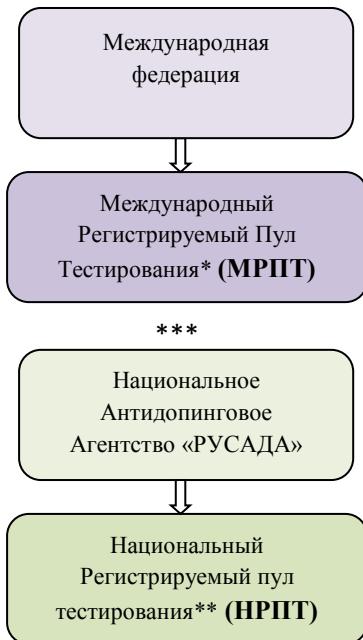 Международная
федерация
Международный
Регистрируемый Пул
Тестирования* (МРПТ)
***
Национальное
Антидопинговое
Агентство «РУСАДА»
Национальный
Регистрируемый пул
тестирования** (НРПТ)